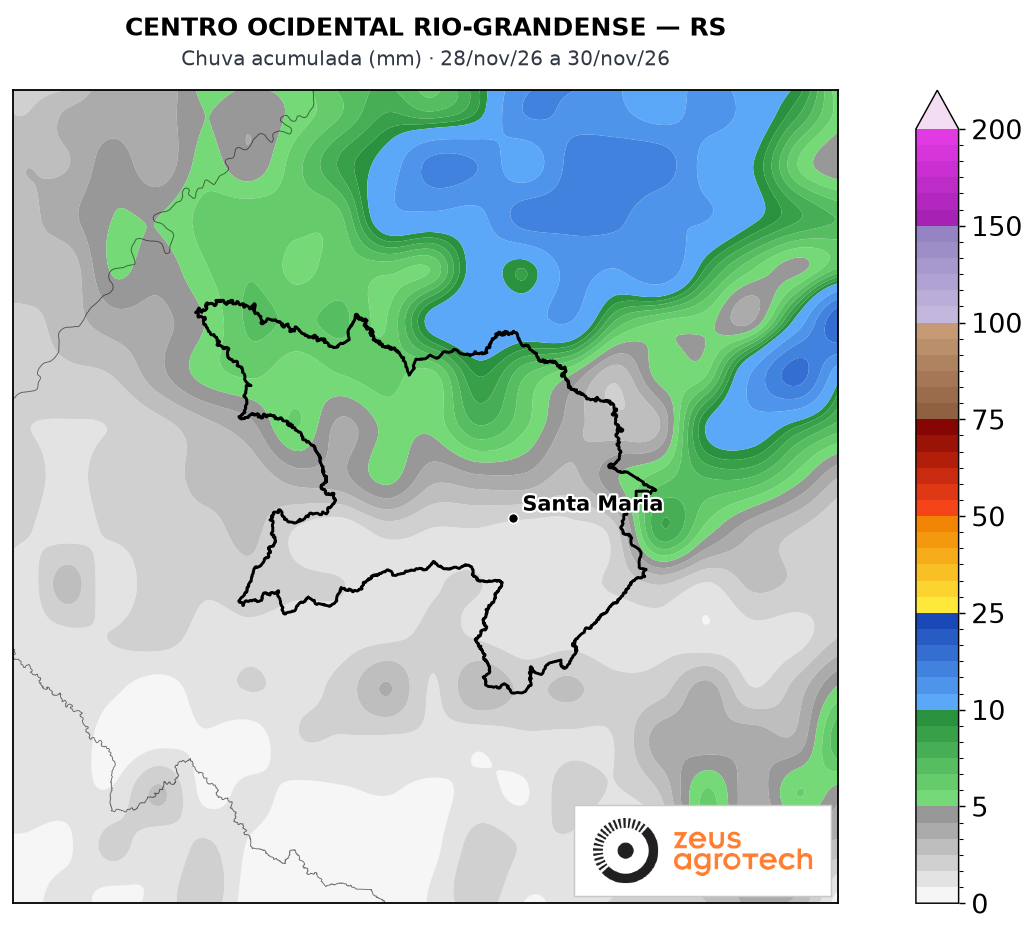 CENTRO OCIDENTAL RIO-GRANDENSE — RS
Chuva acumulada (mm) · 28/nov/26 a 30/nov/26
200
150
100
75
50
25
10
5
0
Santa Maria
zeus
agrotech